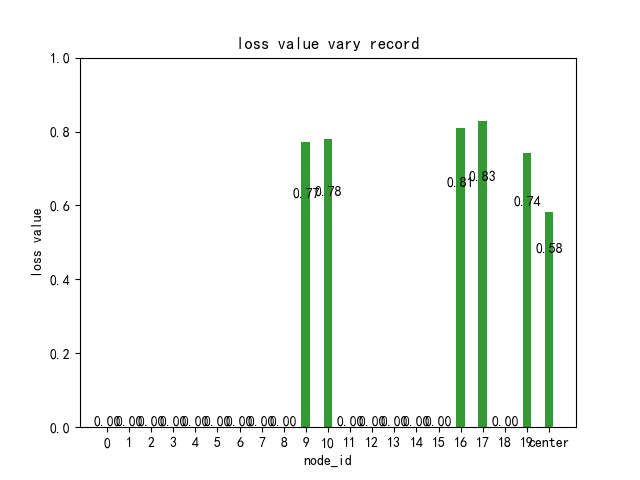 loss value vary record
1.0
0.8
0.6
0.4
0.2
0.0
loss value
0.77 0.78 0.81 0.83 0.74 0.58
0.00 0.00 0.00 0.00 0.00 0.00 0.00 0.00 0.00 0.00 0.00 0.00 0.00 0.00 0.00
0 1 2 3 4 5 6 7 8 9 10 11 12 13 14 15 16 17 18 19 center
node_id